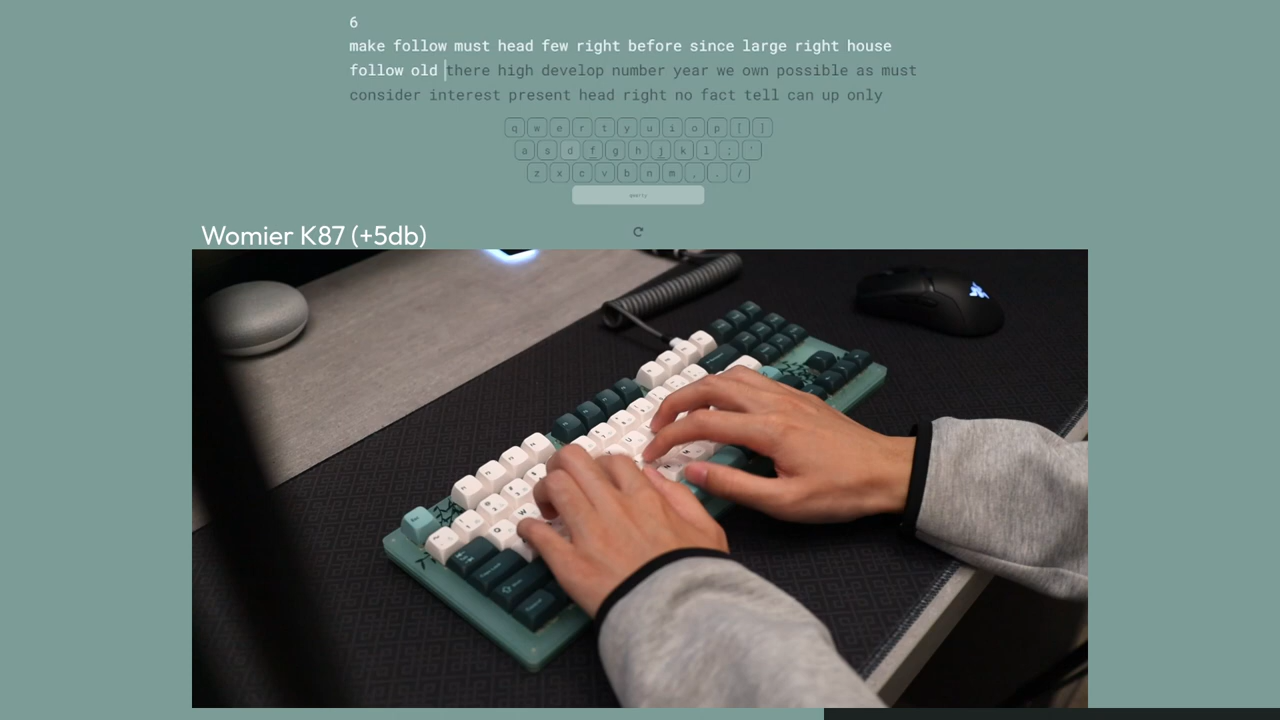 6
make follow must head few right before since large right house
follow old there high develop number year we own possible as must
consider interest present head right no fact tell can up only
q w e r t y u i o p [ ]
a s d f g h j k l ; '
z x c v b n m , . /
qwerty
Womier K87 (+5db)